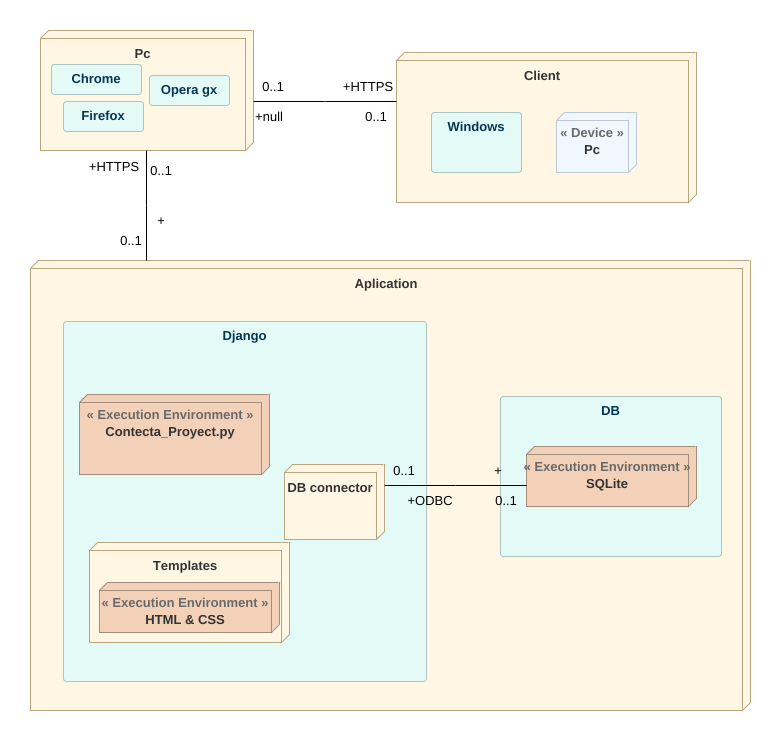 Pc
Chrome
Opera gx
Firefox
Client
Windows
« Device »
Pc
0..1
+HTTPS
+null
0..1
+HTTPS
0..1
+
0..1
Aplication
Django
« Execution Environment »
Contecta_Proyect.py
DB connector
0..1
+
+ODBC
0..1
DB
« Execution Environment »
SQLite
Templates
« Execution Environment »
HTML & CSS